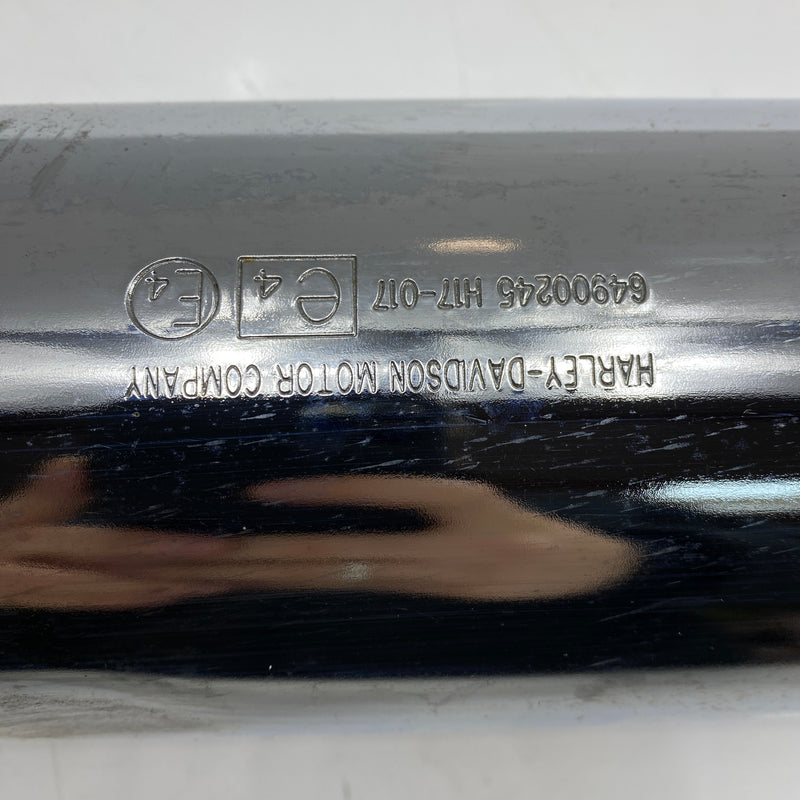 HARLEY-DAVIDSON MOTOR COMPANY
64900245 H17-017 e4 E4